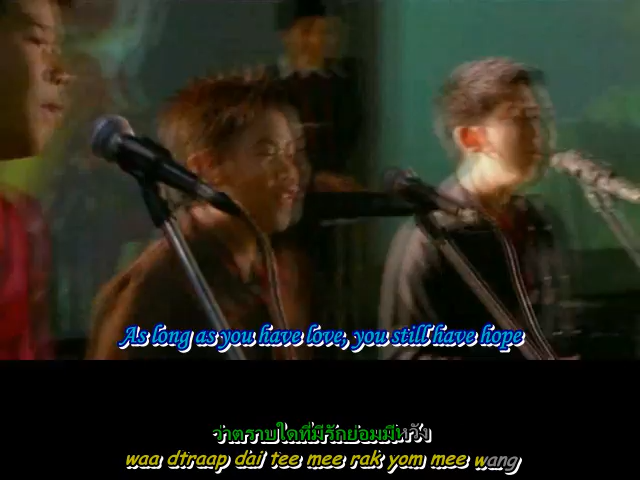 As long as you have love, you still have hope
ว่าตราบใดที่มีรักย่อมมีหวัง
waa dtraap dai tee mee rak yom mee wang